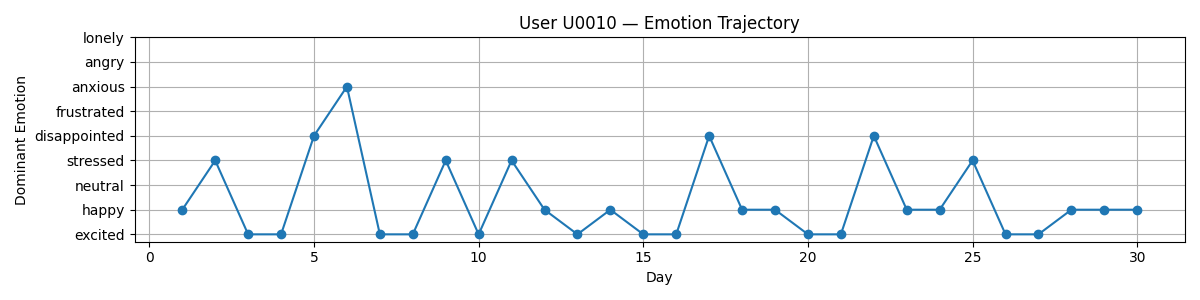 User U0010 — Emotion Trajectory
Dominant Emotion
lonely
angry
anxious
frustrated
disappointed
stressed
neutral
happy
excited
0 5 10 15 20 25 30
Day